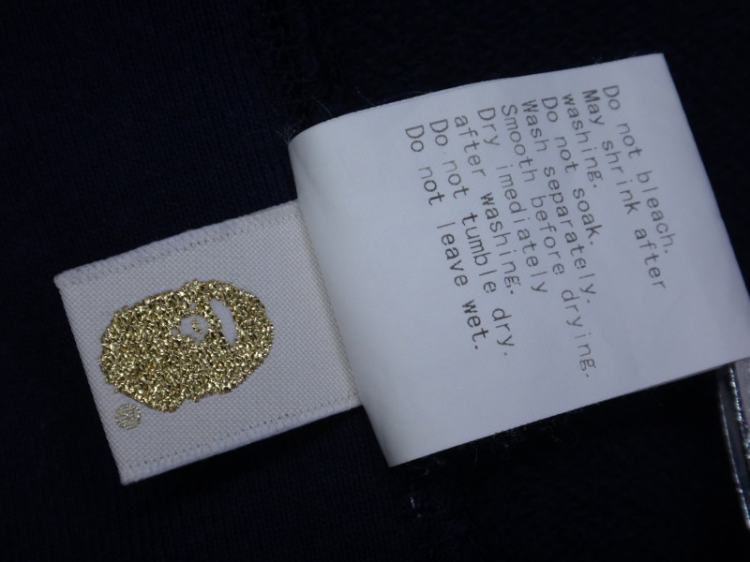 Do not bleach.
May shrink after
washing.
Do not soak.
Wash separately.
Smooth before drying.
Dry imediately
after washing.
Do not tumble dry.
Do not leave wet.